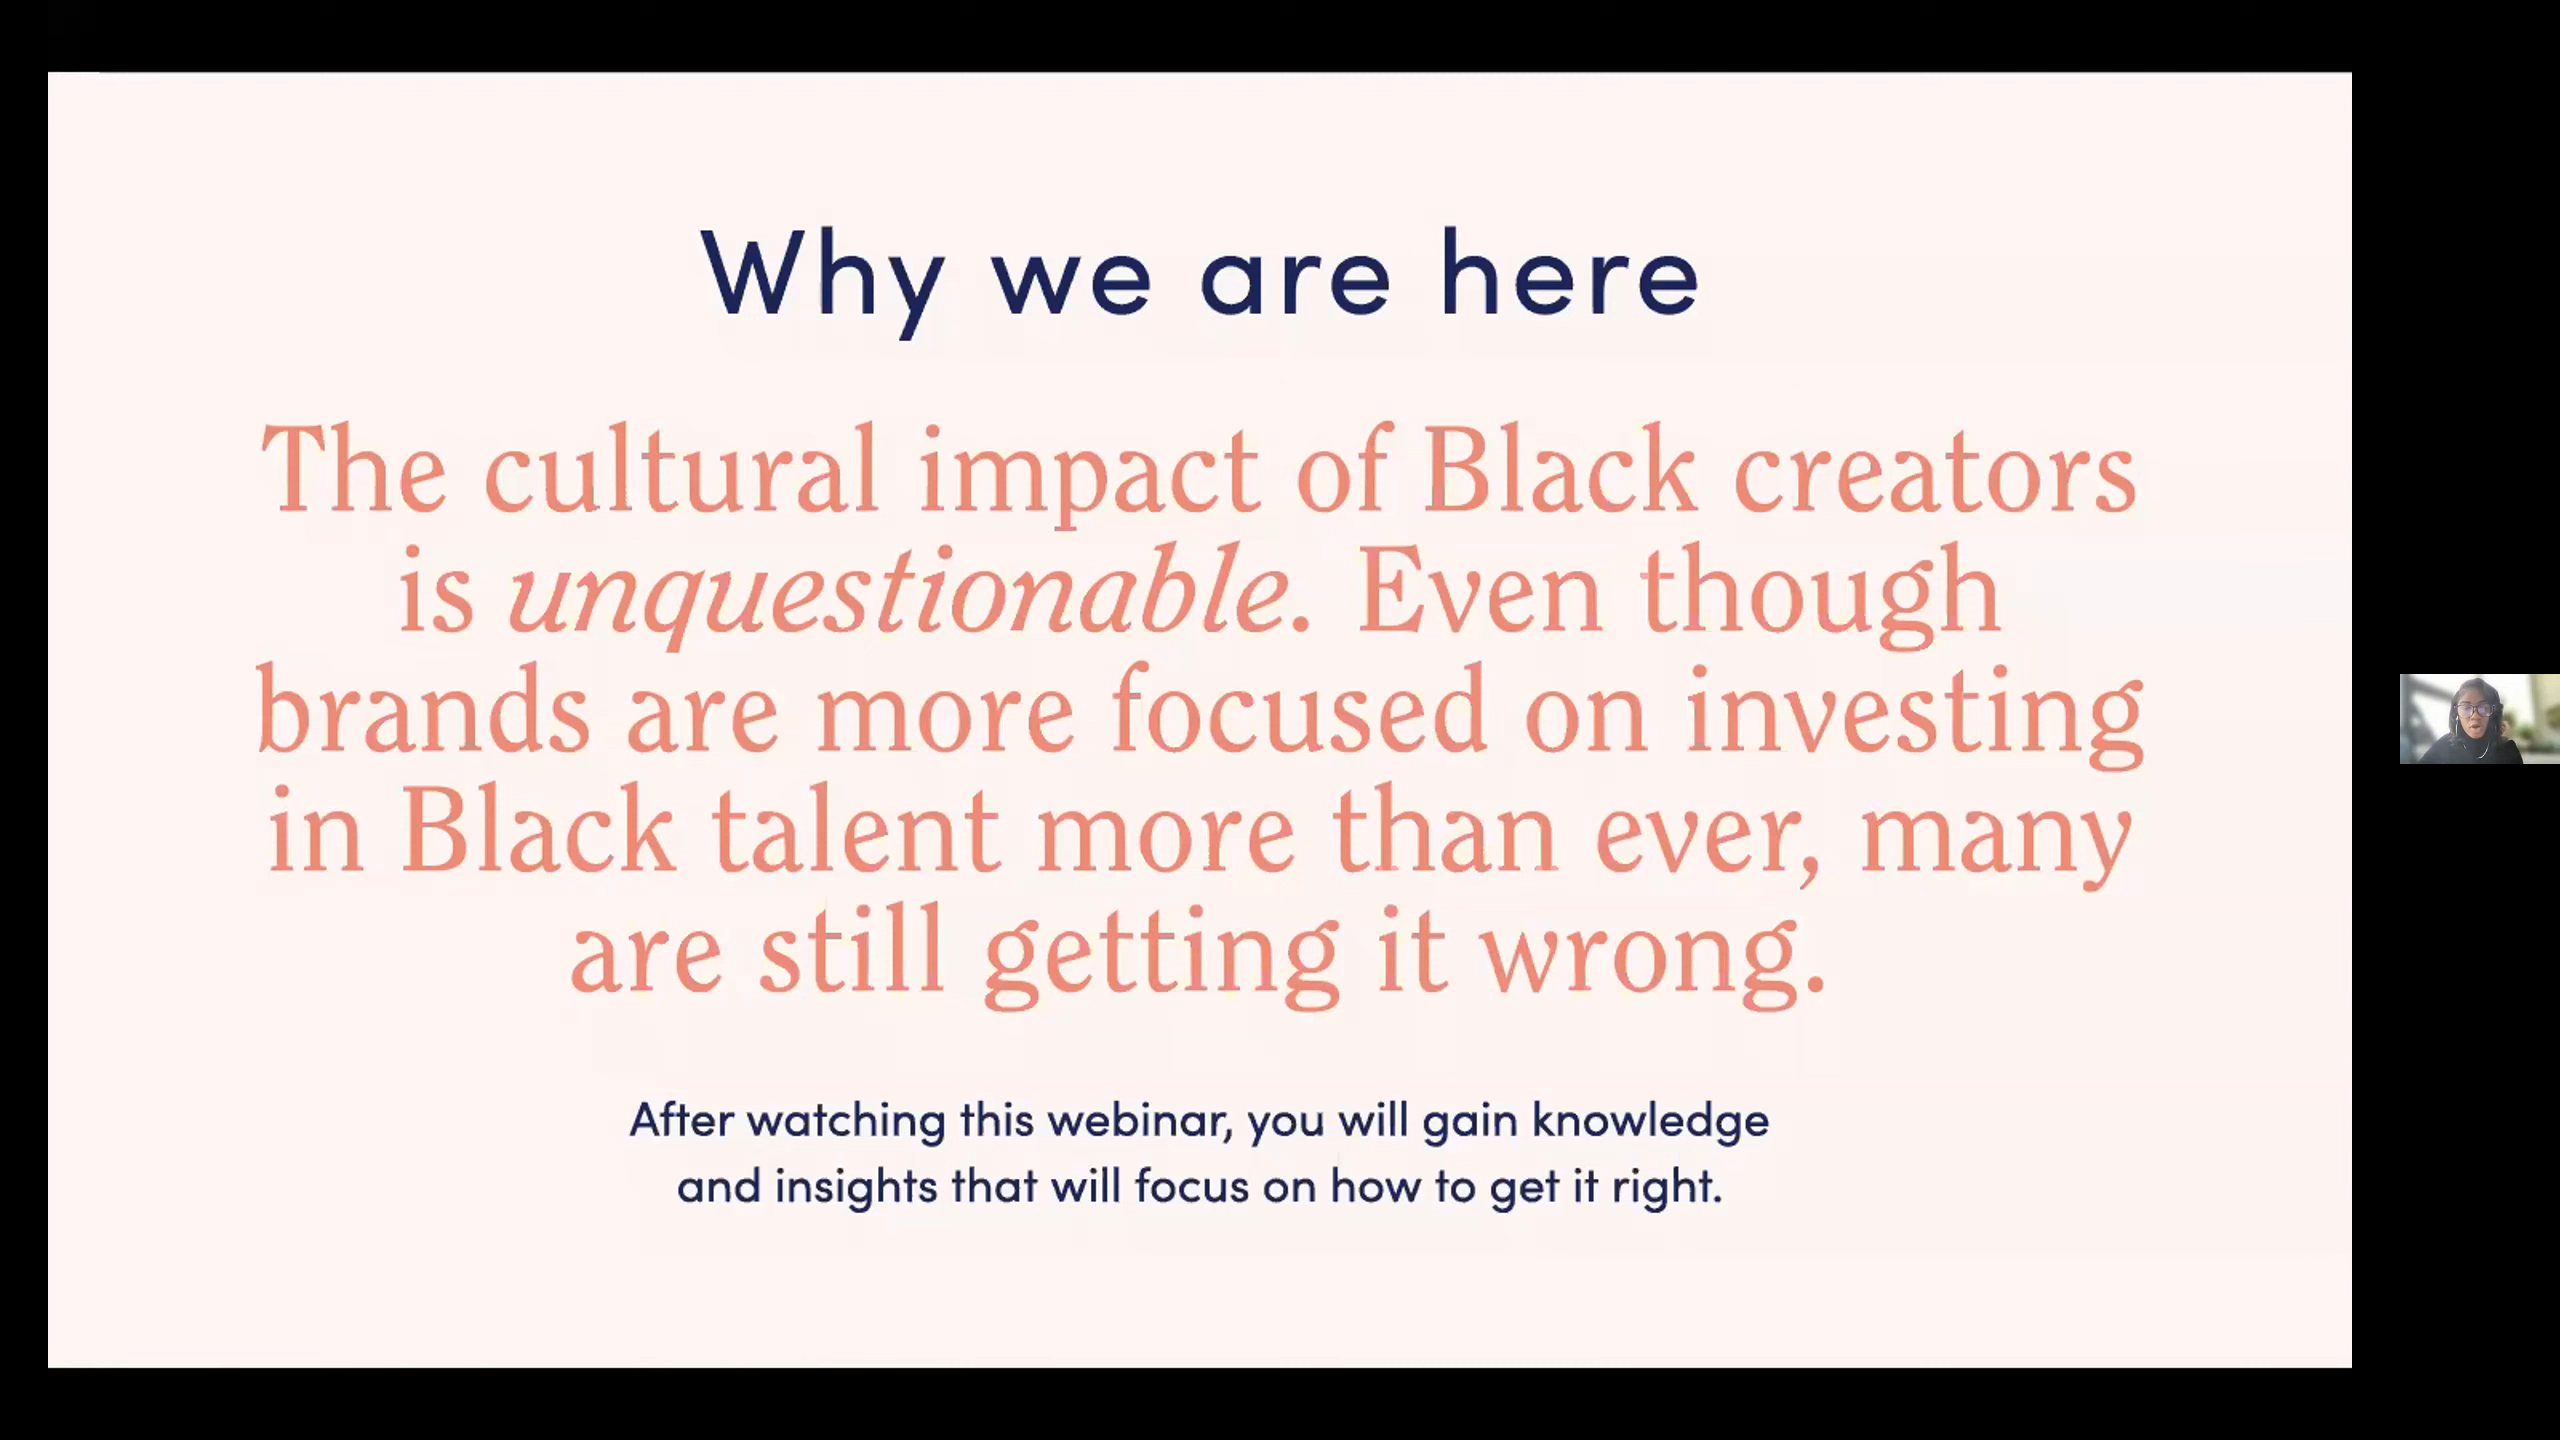 Why we are here
The cultural impact of Black creators
is unquestionable. Even though
brands are more focused on investing
in Black talent more than ever, many
are still getting it wrong.
After watching this webinar, you will gain knowledge
and insights that will focus on how to get it right.